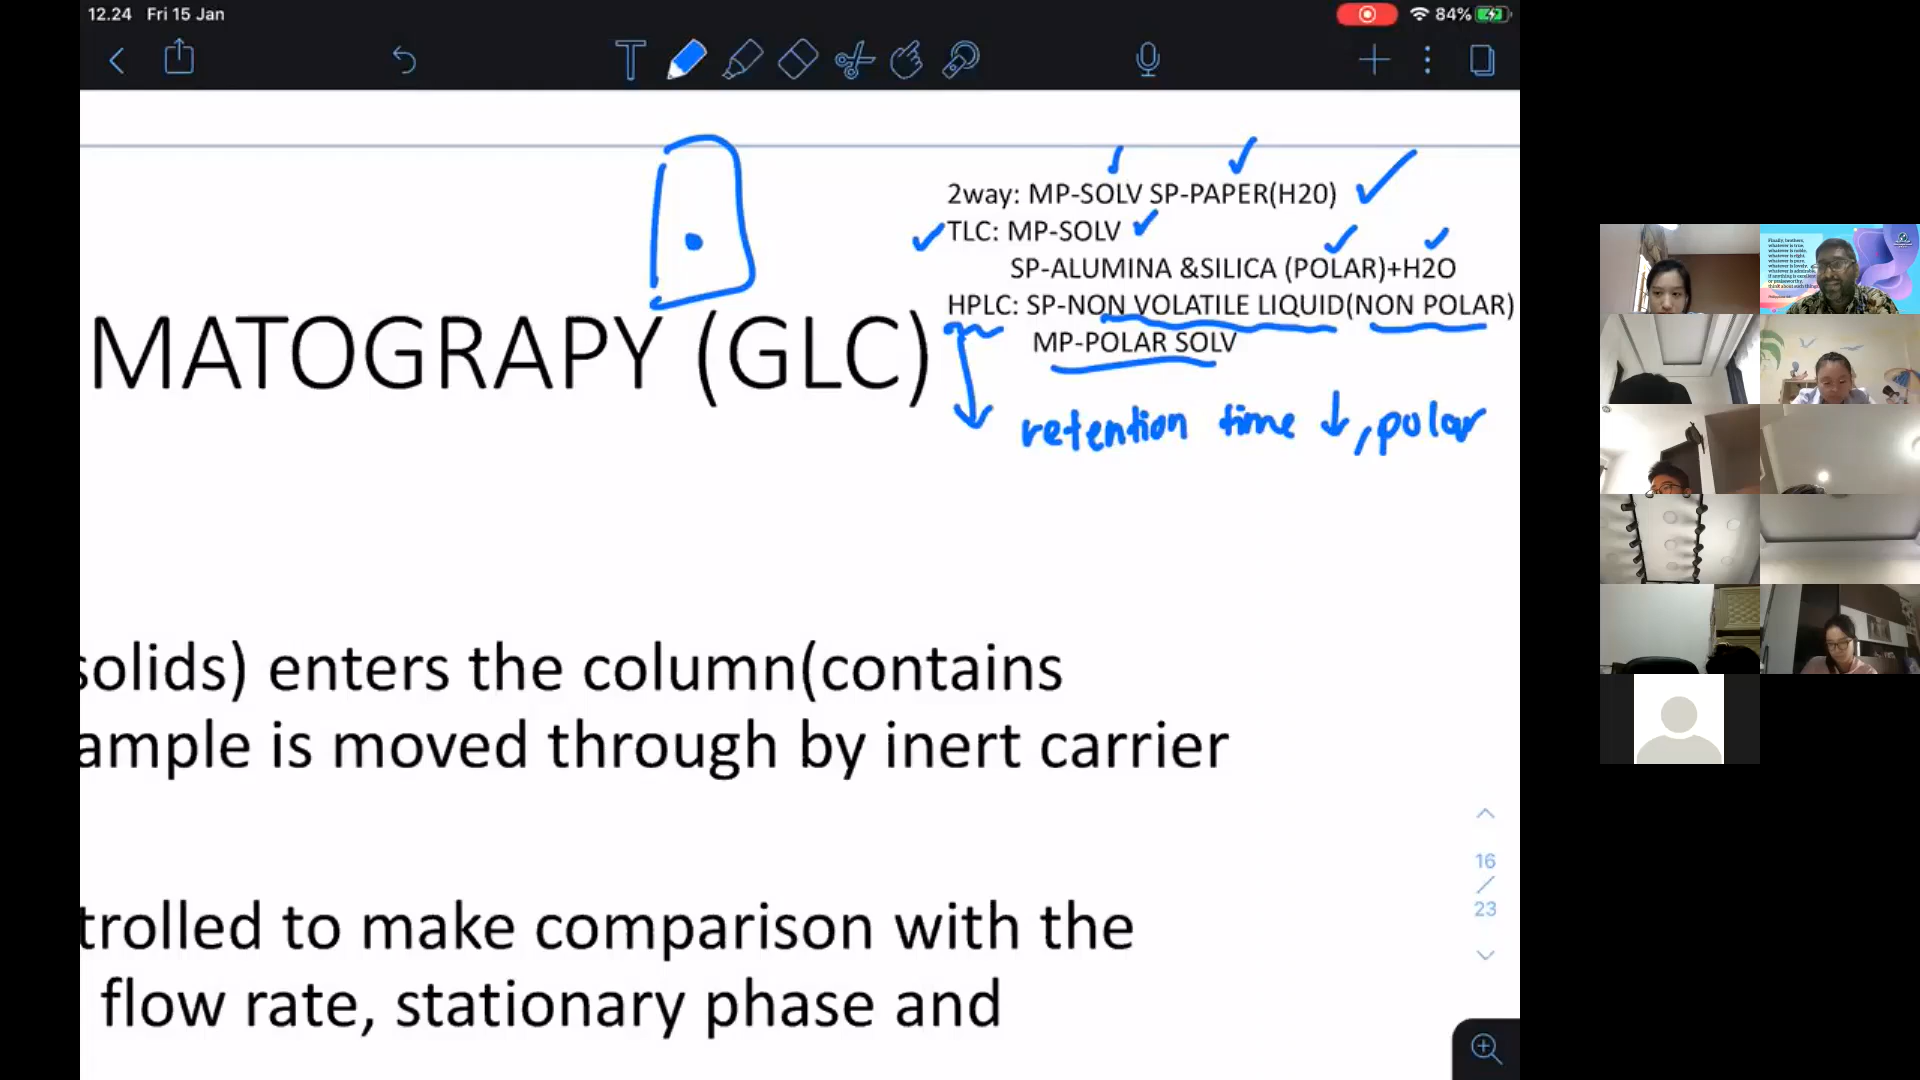 12.24 Fri 15 Jan
84%
2way: MP-SOLV SP-PAPER(H20)
TLC: MP-SOLV
SP-ALUMINA &SILICA (POLAR)+H2O
HPLC: SP-NON VOLATILE LIQUID(NON POLAR)
MP-POLAR SOLV
MATOGRAPY (GLC)
retention time ↓, polar
solids) enters the column(contains
ample is moved through by inert carrier
trolled to make comparison with the
flow rate, stationary phase and
16
/
23